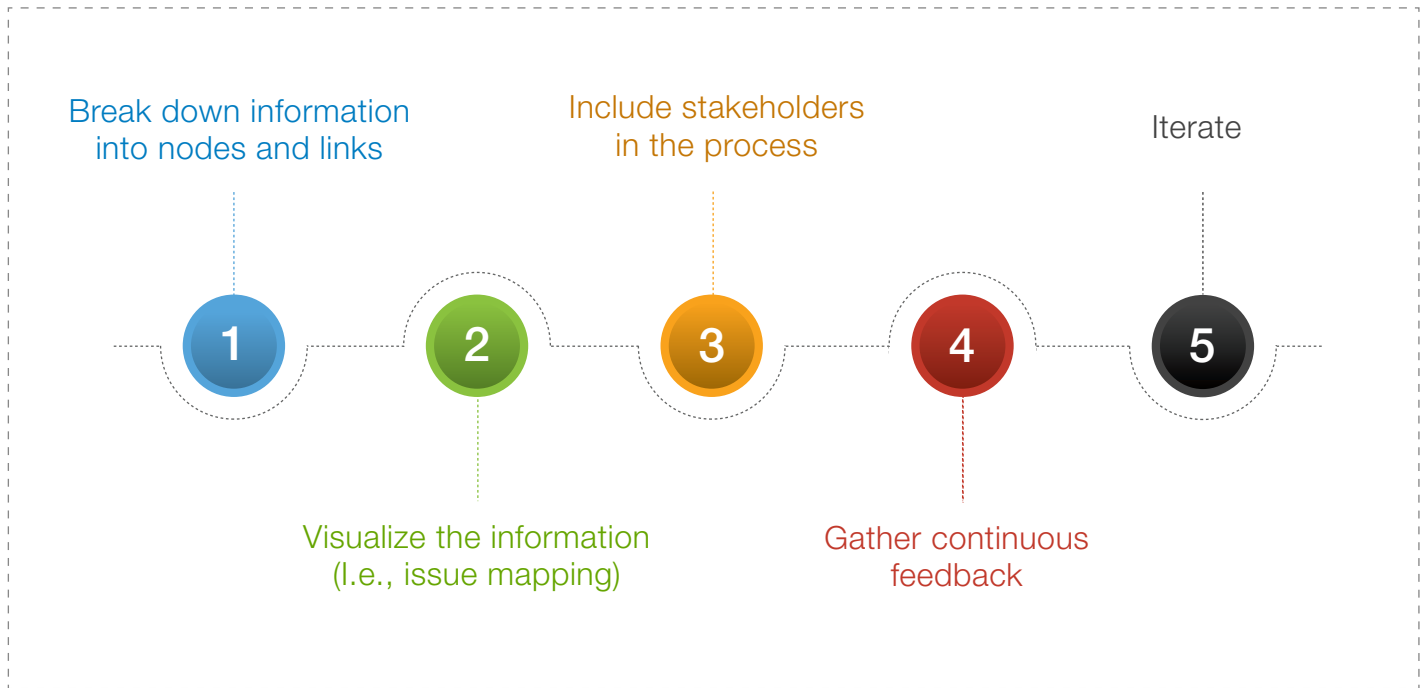 Break down information
into nodes and links
Include stakeholders
in the process
Iterate
1
2
3
4
5
Visualize the information
(I.e., issue mapping)
Gather continuous
feedback